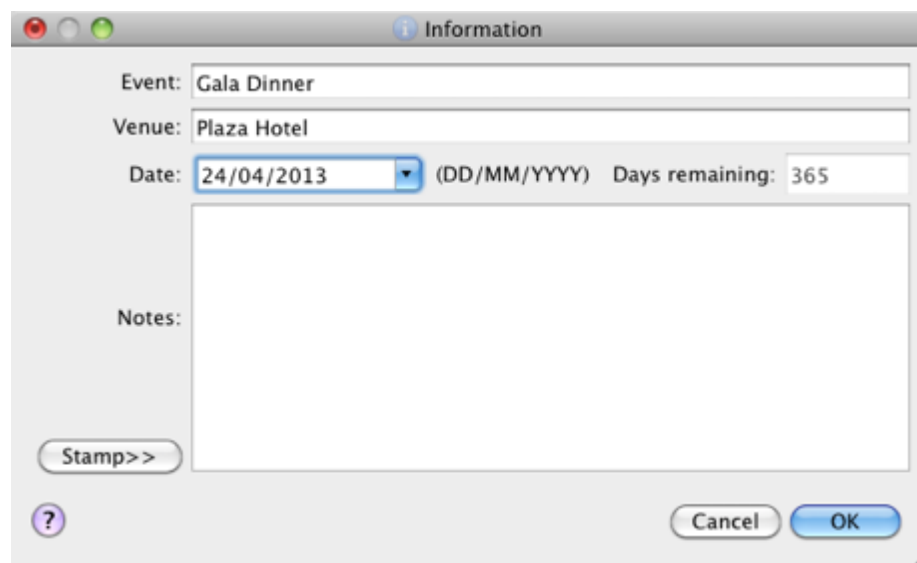 Information
Event: Gala Dinner
Venue: Plaza Hotel
Date: 24/04/2013 (DD/MM/YYYY) Days remaining: 365
Notes:
Stamp>>
? Cancel OK